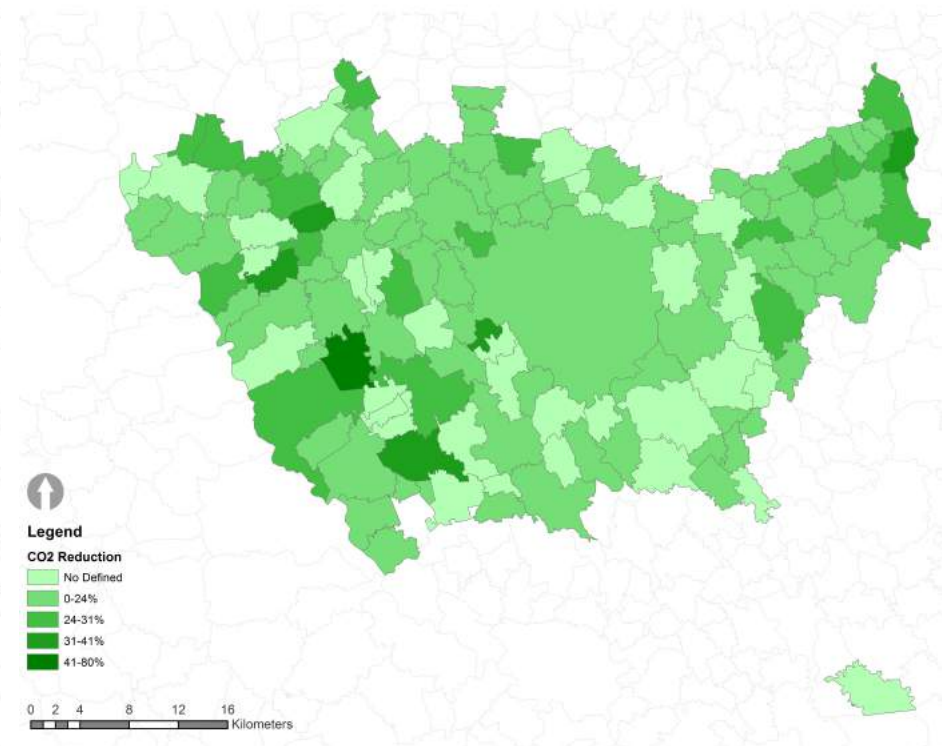 Legend
CO2 Reduction
No Defined
0-24%
24-31%
31-41%
41-80%
0 2 4 8 12 16
Kilometers